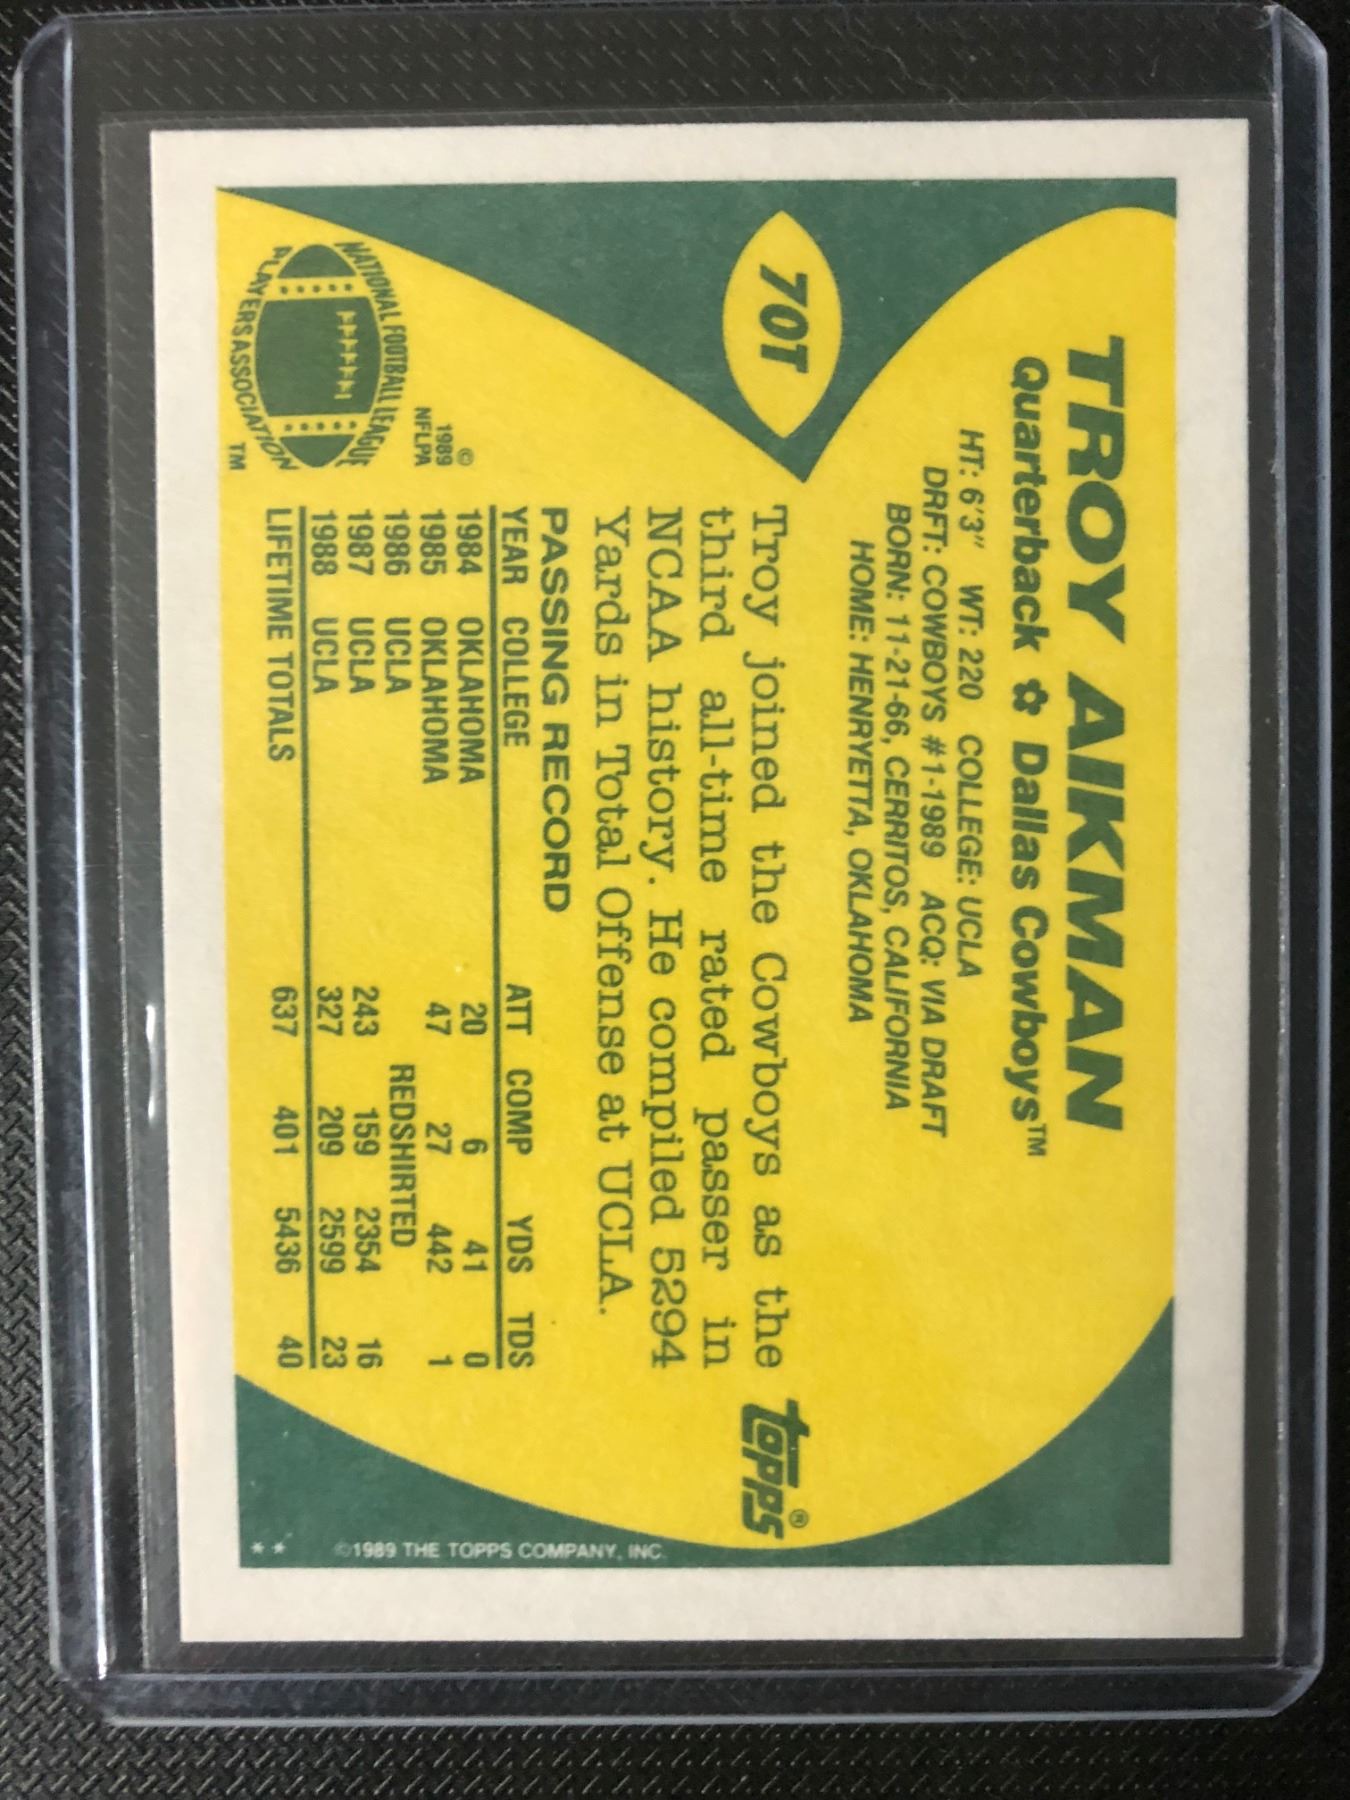 70T
TROY AIKMAN
Quarterback ✿ Dallas Cowboys™
HT: 6'3" WT: 220 COLLEGE: UCLA
DRFT: COWBOYS #1-1989 ACQ: VIA DRAFT
BORN: 11-21-66, CERRITOS, CALIFORNIA
HOME: HENRYETTA, OKLAHOMA
Troy joined the Cowboys as the
third all-time rated passer in
NCAA history. He compiled 5294
Yards in Total Offense at UCLA.
topps®
PASSING RECORD
YEAR COLLEGE ATT COMP YDS TDS
1984 OKLAHOMA 20 6 41 0
1985 OKLAHOMA 47 27 442 1
1986 UCLA REDSHIRTED
1987 UCLA 243 159 2354 16
1988 UCLA 327 209 2599 23
LIFETIME TOTALS 637 401 5436 40
©
1989
NFLPA
NATIONAL FOOTBALL LEAGUE
PLAYERS ASSOCIATION
TM
©1989 THE TOPPS COMPANY, INC.
**